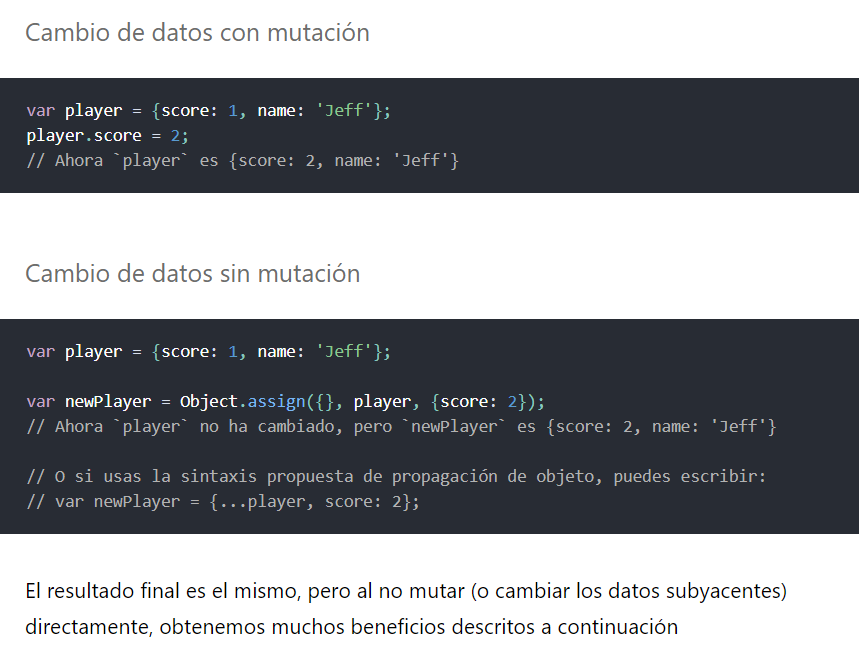 Cambio de datos con mutación
var player = {score: 1, name: 'Jeff'};
player.score = 2;
// Ahora `player` es {score: 2, name: 'Jeff'}
Cambio de datos sin mutación
var player = {score: 1, name: 'Jeff'};
var newPlayer = Object.assign({}, player, {score: 2});
// Ahora `player` no ha cambiado, pero `newPlayer` es {score: 2, name: 'Jeff'}
// O si usas la sintaxis propuesta de propagación de objeto, puedes escribir:
// var newPlayer = {...player, score: 2};
El resultado final es el mismo, pero al no mutar (o cambiar los datos subyacentes)
directamente, obtenemos muchos beneficios descritos a continuación